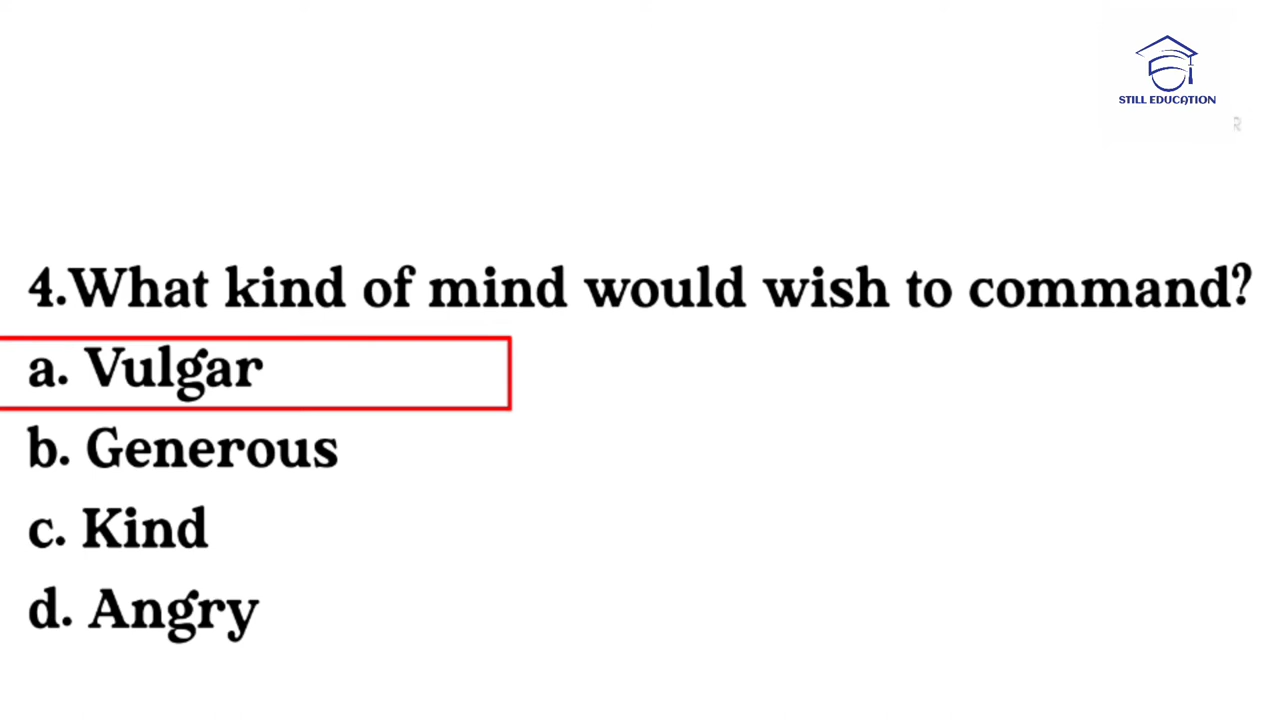 STILL EDUCATION
4.What kind of mind would wish to command?
a. Vulgar
b. Generous
c. Kind
d. Angry